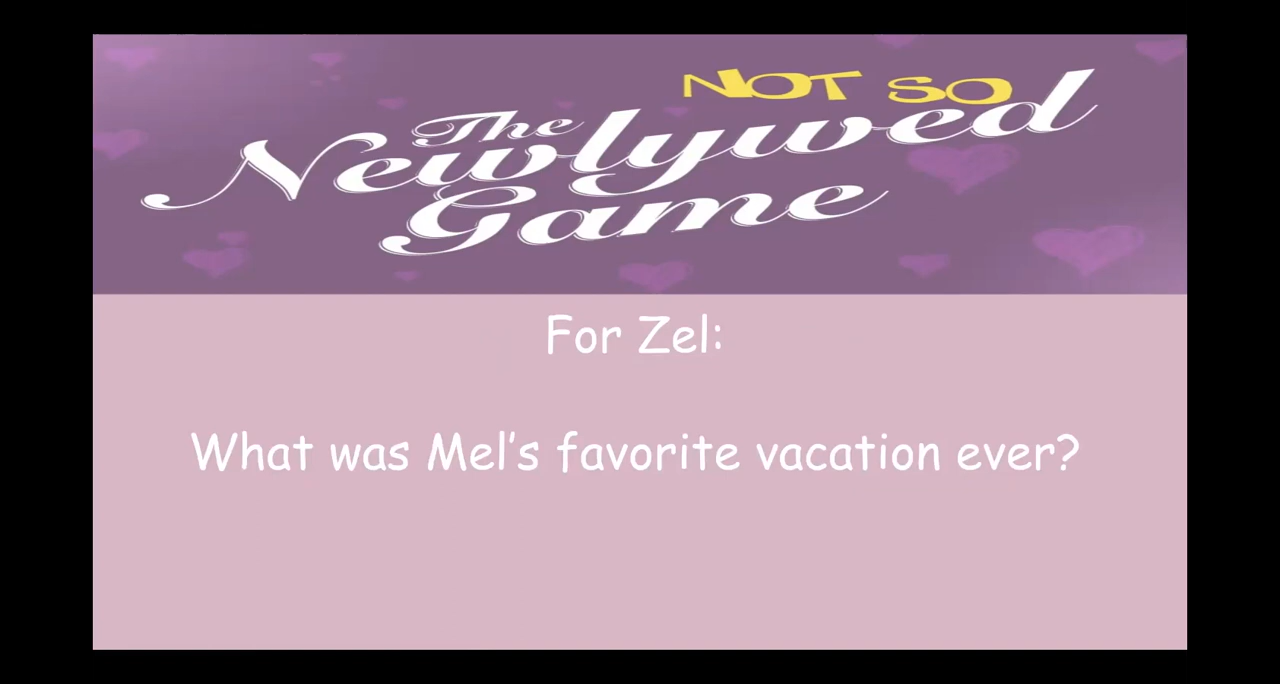 NOT SO
The
Newlywed
Game
For Zel:
What was Mel's favorite vacation ever?